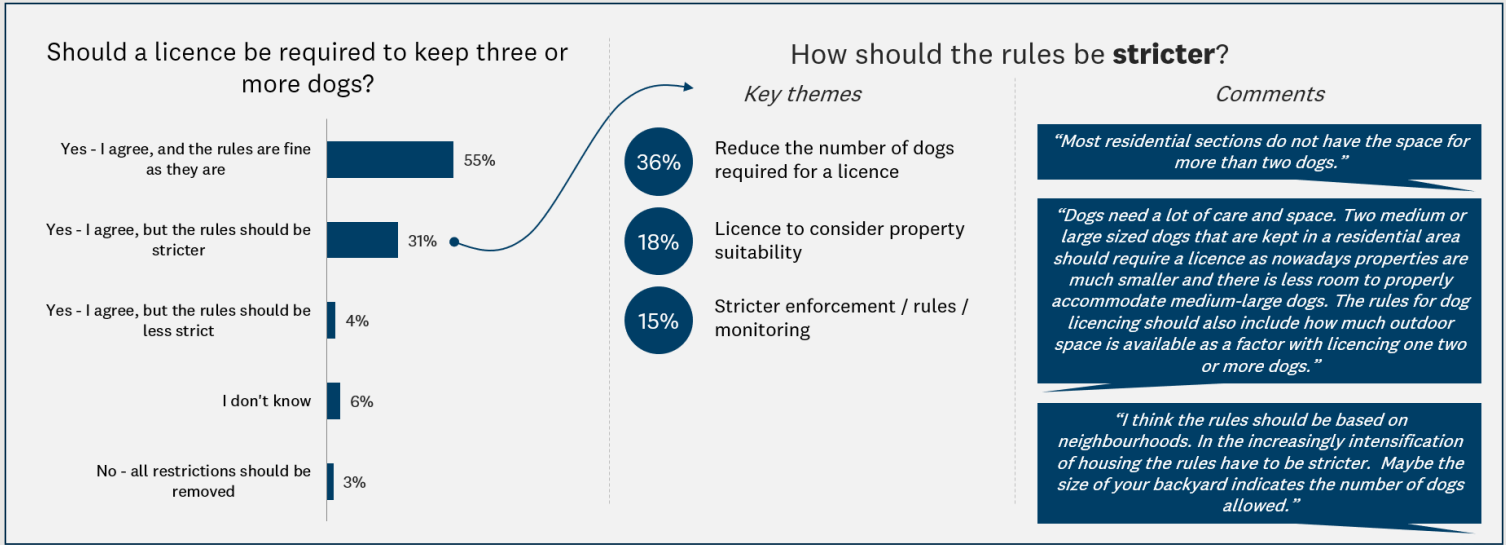 Should a licence be required to keep three or
more dogs?
Yes - I agree, and the rules are fine
as they are
55%
Yes - I agree, but the rules should be
stricter
31%
Yes - I agree, but the rules should be
less strict
4%
I don't know
6%
No - all restrictions should be
removed
3%
How should the rules be stricter?
Key themes
36%
Reduce the number of dogs
required for a licence
18%
Licence to consider property
suitability
15%
Stricter enforcement / rules /
monitoring
Comments
“Most residential sections do not have the space for
more than two dogs.”
“Dogs need a lot of care and space. Two medium or
large sized dogs that are kept in a residential area
should require a licence as nowadays properties are
much smaller and there is less room to properly
accommodate medium-large dogs. The rules for dog
licencing should also include how much outdoor
space is available as a factor with licencing one two
or more dogs.”
“I think the rules should be based on
neighbourhoods. In the increasingly intensification
of housing the rules have to be stricter.  Maybe the
size of your backyard indicates the number of dogs
allowed.”